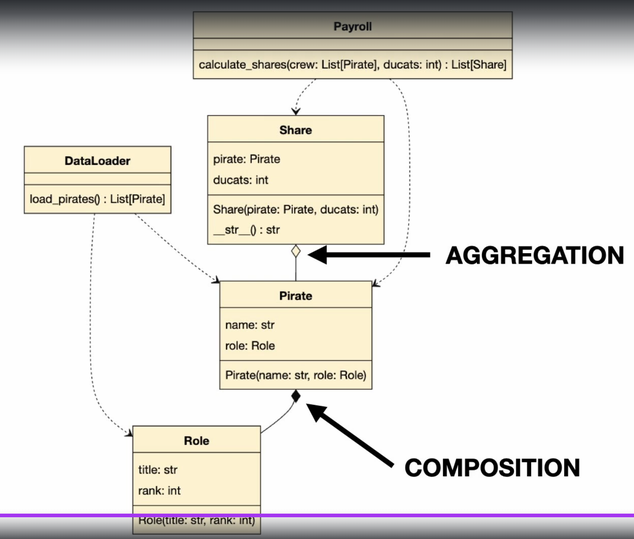 Payroll
calculate_shares(crew: List[Pirate], ducats: int) : List[Share]
Share
pirate: Pirate
ducats: int
Share(pirate: Pirate, ducats: int)
__str__() : str
DataLoader
load_pirates() : List[Pirate]
AGGREGATION
Pirate
name: str
role: Role
Pirate(name: str, role: Role)
COMPOSITION
Role
title: str
rank: int
Role(title: str, rank: int)